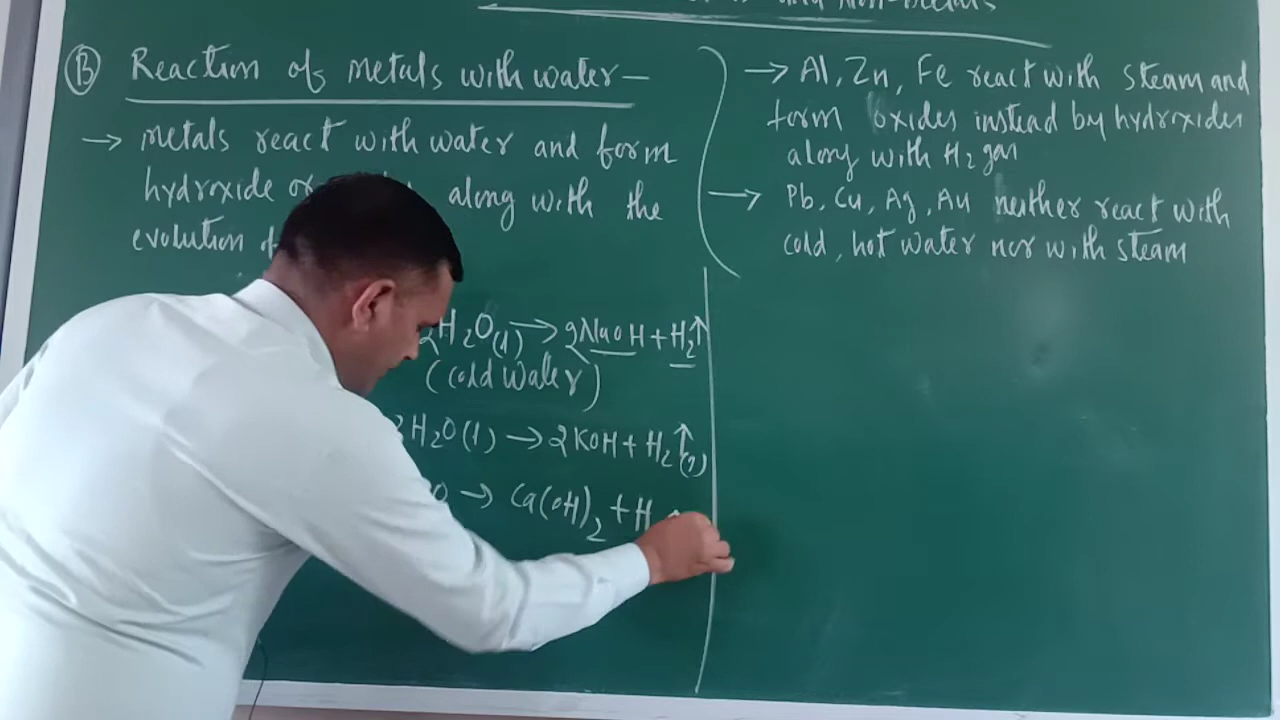 and Non-metals
(B) Reaction of metals with water—
→ metals react with water and form
hydroxide or along with the
evolution
2H₂O(l) → 2NaOH + H₂↑
(cold water)
H₂O(l) → 2KOH + H₂↑(g)
→ Ca(OH)₂ + H
→ Al, Zn, Fe react with steam and
form oxides instead by hydroxides
along with H₂ gas
→ Pb, Cu, Ag, Au neither react with
cold, hot water nor with steam